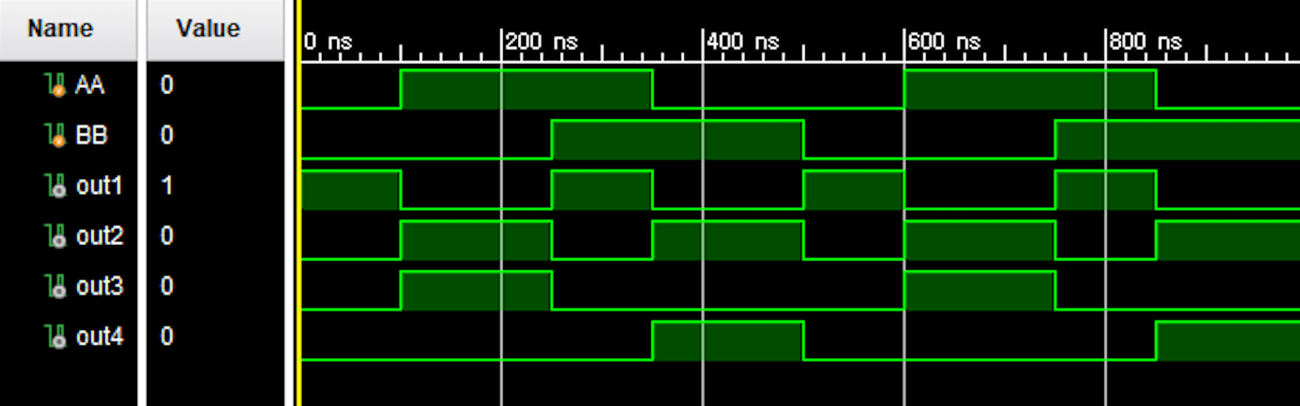 Name Value
0 ns 200 ns 400 ns 600 ns 800 ns
AA 0
BB 0
out1 1
out2 0
out3 0
out4 0